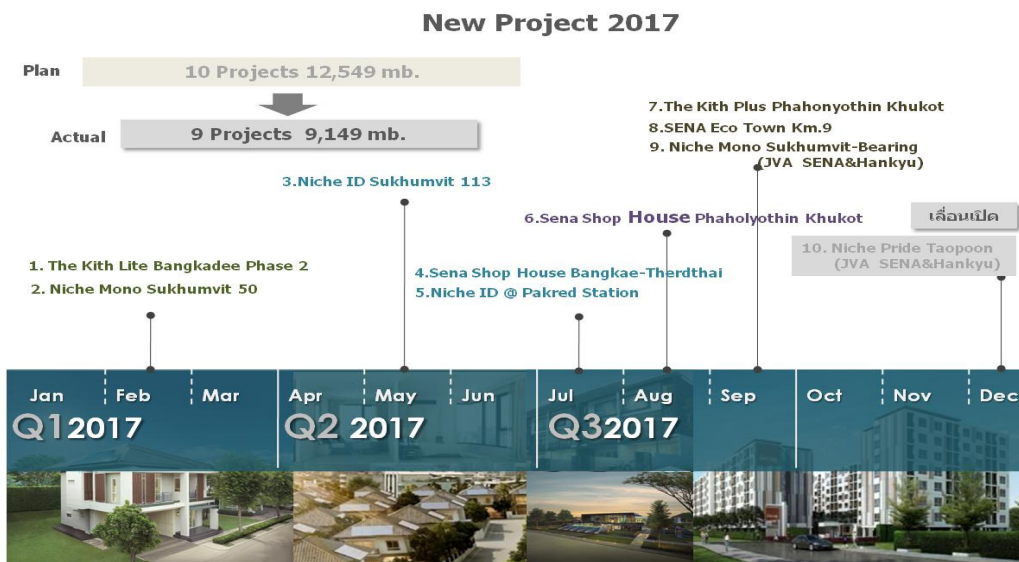 New Project 2017
Plan
10 Projects 12,549 mb.
Actual
9 Projects 9,149 mb.
7.The Kith Plus Phahonyothin Khukot
8.SENA Eco Town Km.9
9. Niche Mono Sukhumvit-Bearing
(JVA SENA&Hankyu)
3.Niche ID Sukhumvit 113
6.Sena Shop House Phaholyothin Khukot
เลื่อนเปิด
10. Niche Pride Taopoon
(JVA SENA&Hankyu)
1. The Kith Lite Bangkadee Phase 2
2. Niche Mono Sukhumvit 50
4.Sena Shop House Bangkae-Therdthai
5.Niche ID @ Pakred Station
Jan Feb Mar Apr May Jun Jul Aug Sep Oct Nov Dec
Q1 2017 Q2 2017 Q3 2017